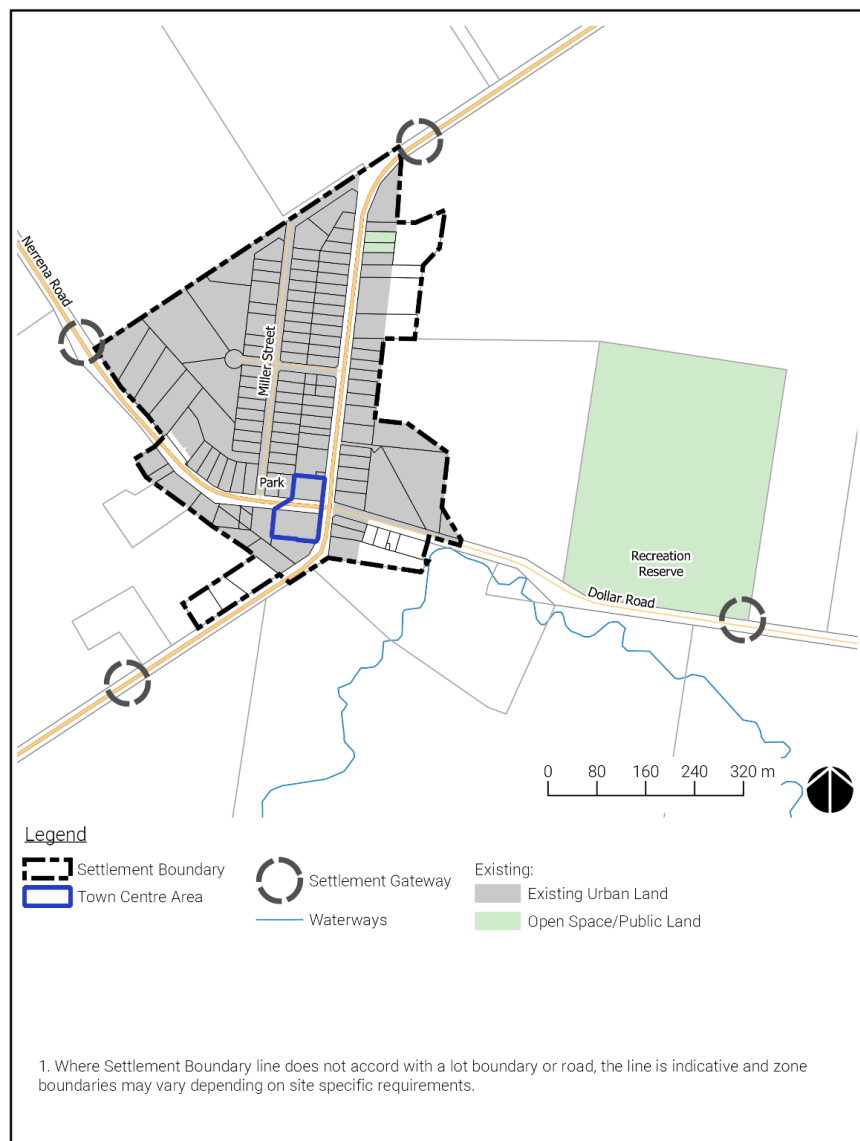 Nerrena Road
Miller Street
Park
Recreation
Reserve
Dollar Road
0 80 160 240 320 m
Legend
Settlement Boundary
Town Centre Area
Settlement Gateway
Waterways
Existing:
Existing Urban Land
Open Space/Public Land
1. Where Settlement Boundary line does not accord with a lot boundary or road, the line is indicative and zone
boundaries may vary depending on site specific requirements.